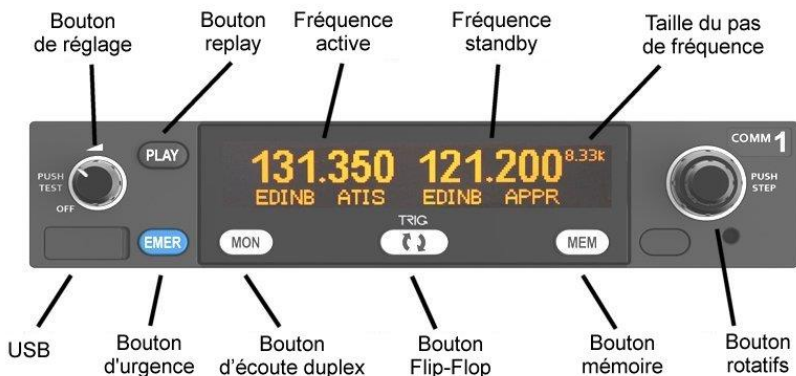 Bouton
de réglage
Bouton
replay
Fréquence
active
Fréquence
standby
Taille du pas
de fréquence
PUSH
TEST
OFF
PLAY
131.350
121.200
8.33k
EDINB ATIS
EDINB APPR
COMM 1
PUSH
STEP
EMER
MON
TRIG
MEM
USB
Bouton
d'urgence
Bouton
d'écoute duplex
Bouton
Flip-Flop
Bouton
mémoire
Bouton
rotatifs